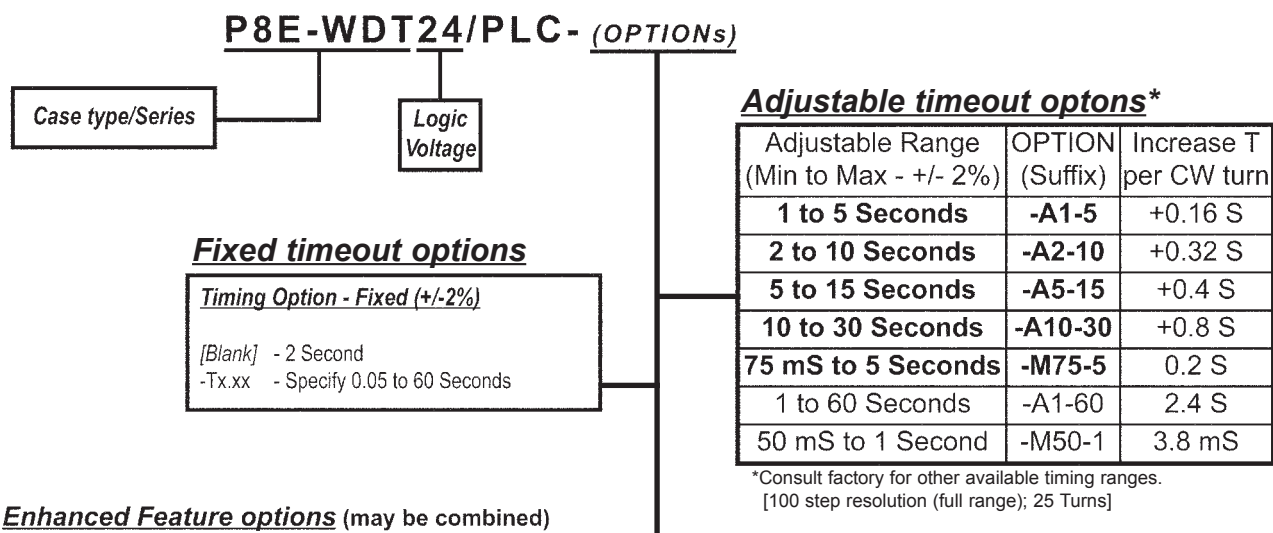 P8E-WDT24/PLC- (OPTIONs)
Case type/Series
Logic
Voltage
Adjustable timeout optons*
Adjustable Range OPTION Increase T
(Min to Max - +/- 2%) (Suffix) per CW turn
1 to 5 Seconds -A1-5 +0.16 S
2 to 10 Seconds -A2-10 +0.32 S
5 to 15 Seconds -A5-15 +0.4 S
10 to 30 Seconds -A10-30 +0.8 S
75 mS to 5 Seconds -M75-5 0.2 S
1 to 60 Seconds -A1-60 2.4 S
50 mS to 1 Second -M50-1 3.8 mS
*Consult factory for other available timing ranges.
[100 step resolution (full range); 25 Turns]
Fixed timeout options
Timing Option - Fixed (+/-2%)
[Blank] - 2 Second
-Tx.xx - Specify 0.05 to 60 Seconds
Enhanced Feature options (may be combined)